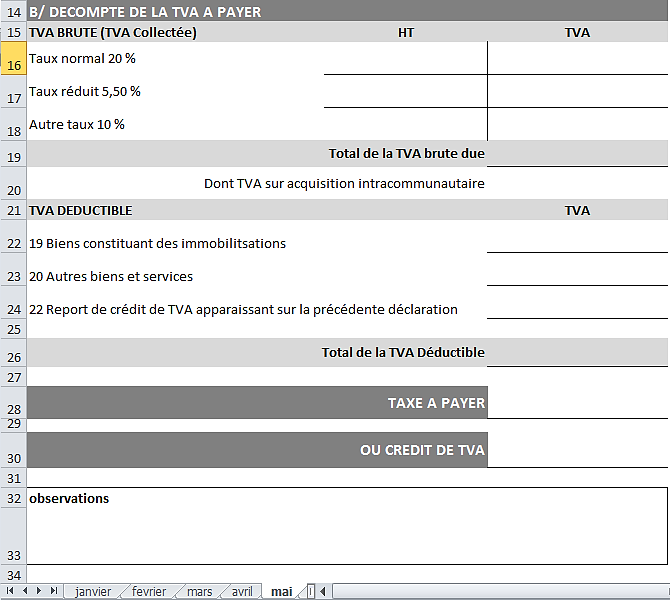 14 B/ DECOMPTE DE LA TVA A PAYER
15 TVA BRUTE (TVA Collectée) HT TVA
16 Taux normal 20 %
17 Taux réduit 5,50 %
18 Autre taux 10 %
19 Total de la TVA brute due
20 Dont TVA sur acquisition intracommunautaire
21 TVA DEDUCTIBLE TVA
22 19 Biens constituant des immobilitsations
23 20 Autres biens et services
24 22 Report de crédit de TVA apparaissant sur la précédente déclaration
25
26 Total de la TVA Déductible
27
28 TAXE A PAYER
29
30 OU CREDIT DE TVA
31
32 observations
33
34
janvier fevrier mars avril mai